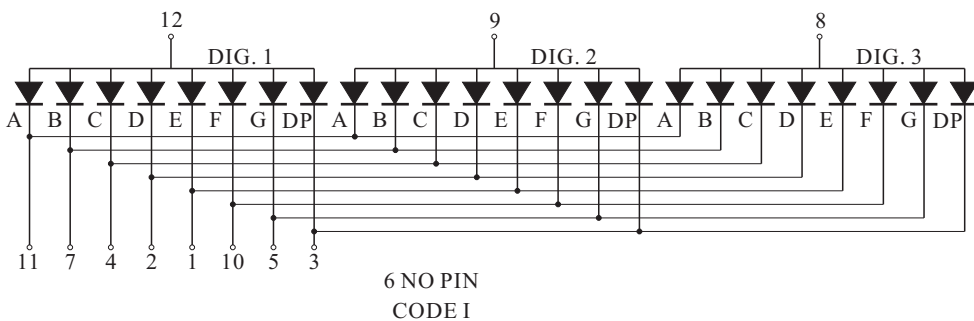 12 9 8
DIG. 1 DIG. 2 DIG. 3
A B C D E F G DP A B C D E F G DP A B C D E F G DP
11 7 4 2 1 10 5 3
6 NO PIN
CODE I